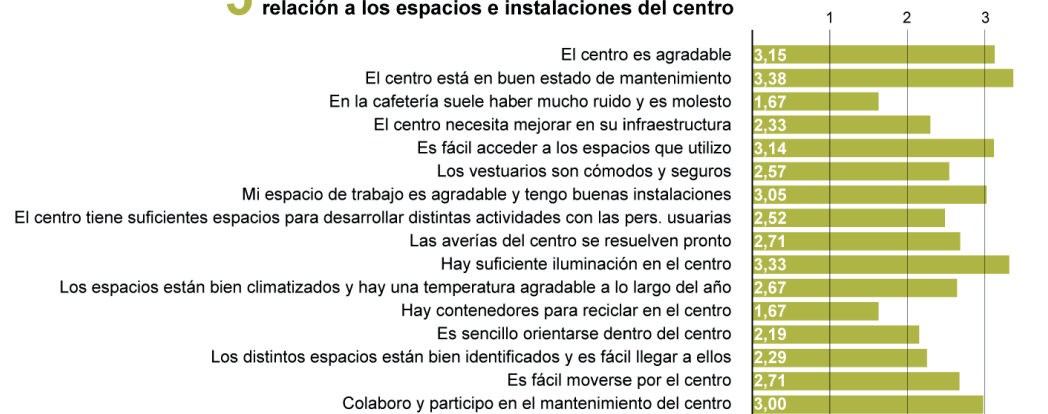 relación a los espacios e instalaciones del centro
1 2 3
El centro es agradable 3,15
El centro está en buen estado de mantenimiento 3,38
En la cafetería suele haber mucho ruido y es molesto 1,67
El centro necesita mejorar en su infraestructura 2,33
Es fácil acceder a los espacios que utilizo 3,14
Los vestuarios son cómodos y seguros 2,57
Mi espacio de trabajo es agradable y tengo buenas instalaciones 3,05
El centro tiene suficientes espacios para desarrollar distintas actividades con las pers. usuarias 2,52
Las averías del centro se resuelven pronto 2,71
Hay suficiente iluminación en el centro 3,33
Los espacios están bien climatizados y hay una temperatura agradable a lo largo del año 2,67
Hay contenedores para reciclar en el centro 1,67
Es sencillo orientarse dentro del centro 2,19
Los distintos espacios están bien identificados y es fácil llegar a ellos 2,29
Es fácil moverse por el centro 2,71
Colaboro y participo en el mantenimiento del centro 3,00